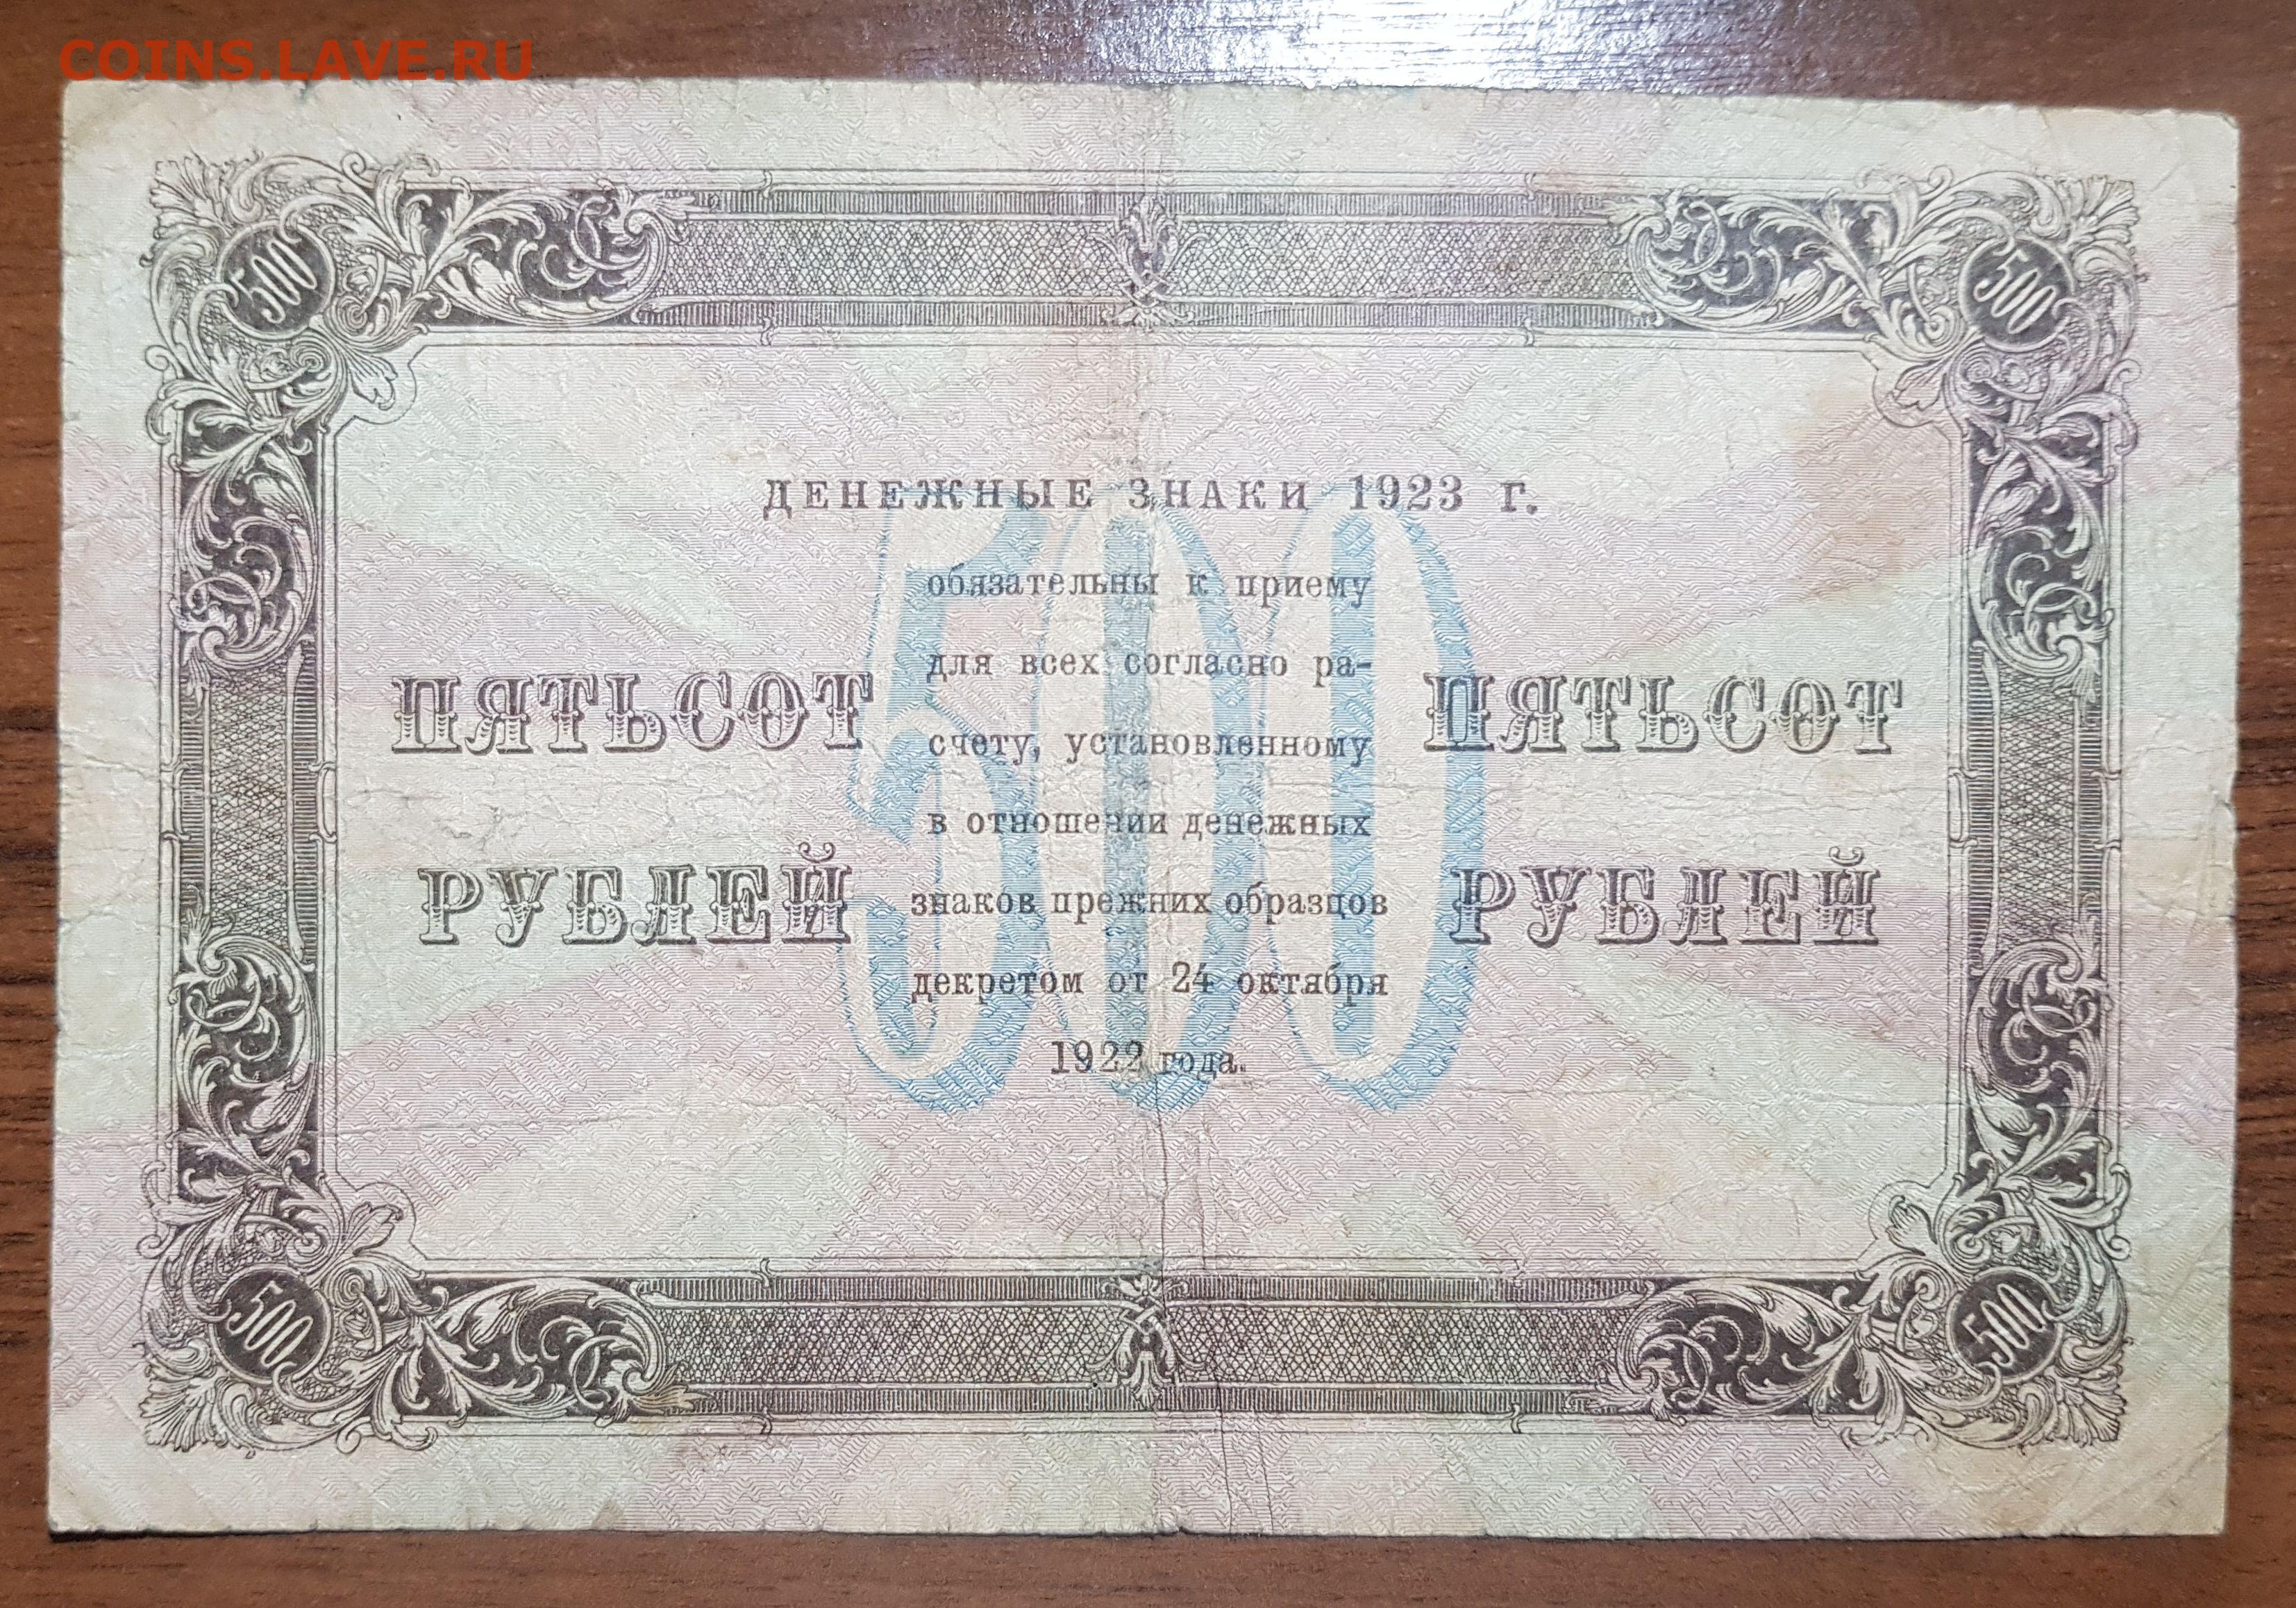 COINS.LAVE.RU
500
500
ДЕНЕЖНЫЕ ЗНАКИ 1923 г.
500
обязательны к приему
для всех согласно ра-
счету, установленному
в отношении денежных
знаков прежних образцов
декретом от 24 октября
1922 года.
ПЯТЬСОТ
РУБЛЕЙ
ПЯТЬСОТ
РУБЛЕЙ
500
500